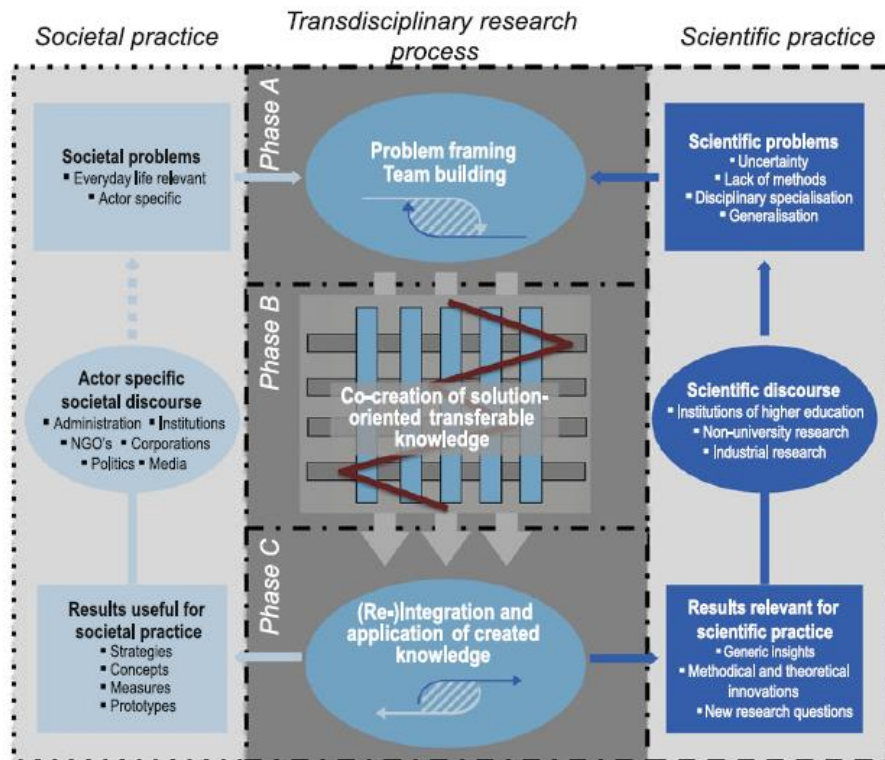 Societal practice
Transdisciplinary research
process
Scientific practice
Phase A
Societal problems
▪ Everyday life relevant
▪ Actor specific
Problem framing
Team building
Scientific problems
▪ Uncertainty
▪ Lack of methods
▪ Disciplinary specialisation
▪ Generalisation
Phase B
Actor specific
societal discourse
▪ Administration ▪ Institutions
▪ NGO's ▪ Corporations
▪ Politics ▪ Media
Co-creation of solution-
oriented transferable
knowledge
Scientific discourse
▪ Institutions of higher education
▪ Non-university research
▪ Industrial research
Phase C
Results useful for
societal practice
▪ Strategies
▪ Concepts
▪ Measures
▪ Prototypes
(Re-)Integration and
application of created
knowledge
Results relevant for
scientific practice
▪ Generic insights
▪ Methodical and theoretical
innovations
▪ New research questions